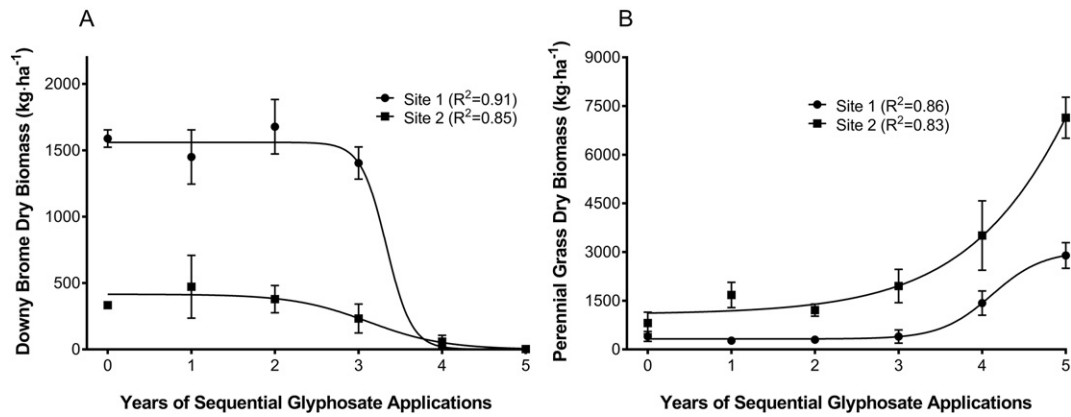 A
Downy Brome Dry Biomass (kg·ha⁻¹)
2000
1500
1000
500
0
Site 1 (R²=0.91)
Site 2 (R²=0.85)
0 1 2 3 4 5
Years of Sequential Glyphosate Applications
B
Perennial Grass Dry Biomass (kg·ha⁻¹)
9000
7500
6000
4500
3000
1500
0
Site 1 (R²=0.86)
Site 2 (R²=0.83)
0 1 2 3 4 5
Years of Sequential Glyphosate Applications